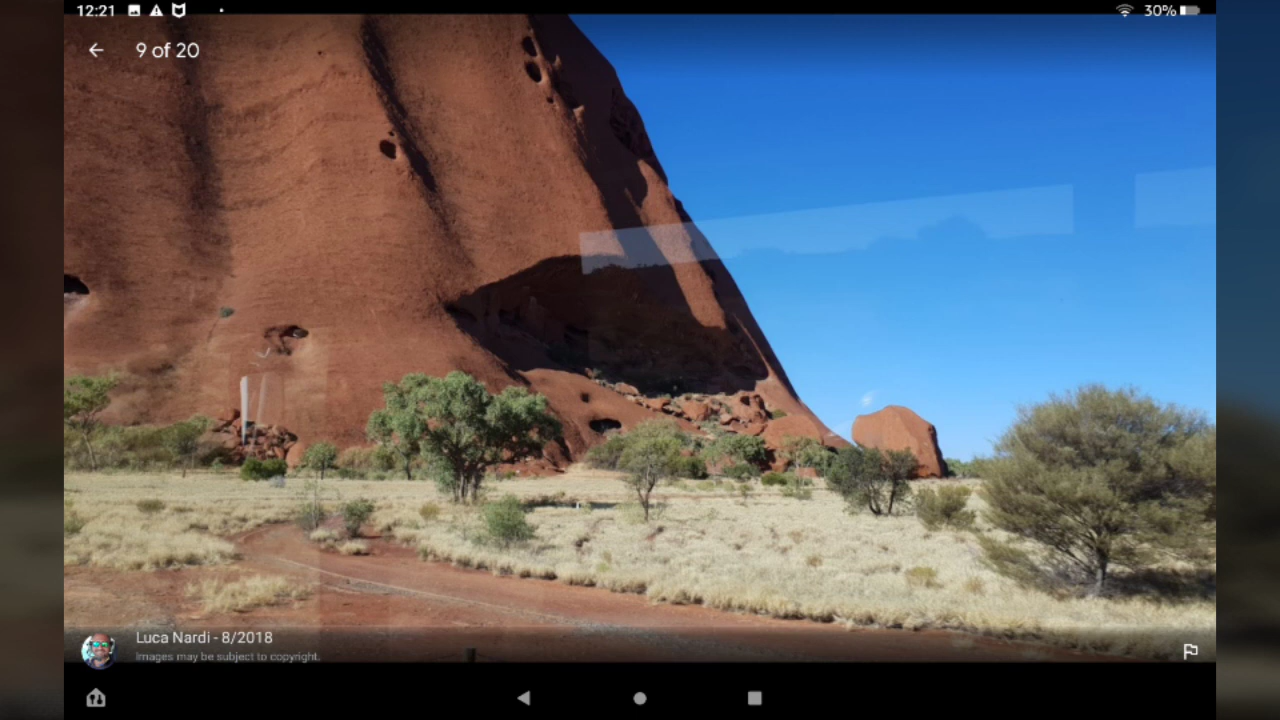 12:21
30%
9 of 20
Luca Nardi - 8/2018
Images may be subject to copyright.